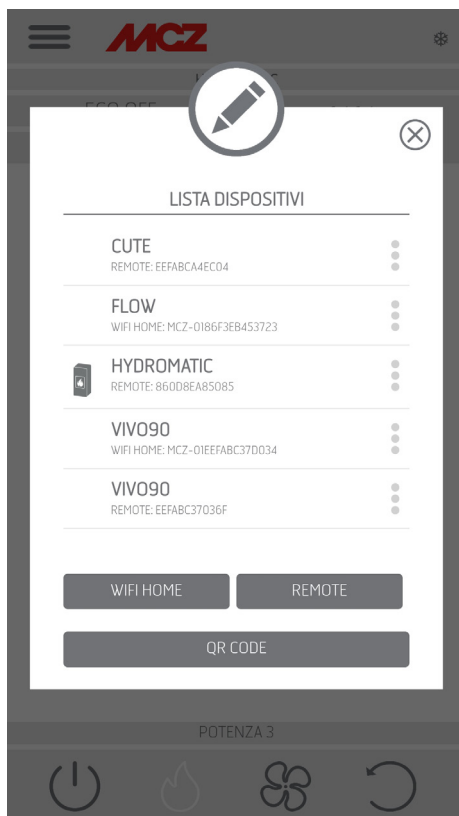 MCZ
LISTA DISPOSITIVI
CUTE
REMOTE: EEFABCA4EC04
FLOW
WIFI HOME: MCZ-0186F3EB453723
HYDROMATIC
REMOTE: 860D8EA85085
VIVO90
WIFI HOME: MCZ-01EEFABC37D034
VIVO90
REMOTE: EEFABC37036F
WIFI HOME
REMOTE
QR CODE
POTENZA 3